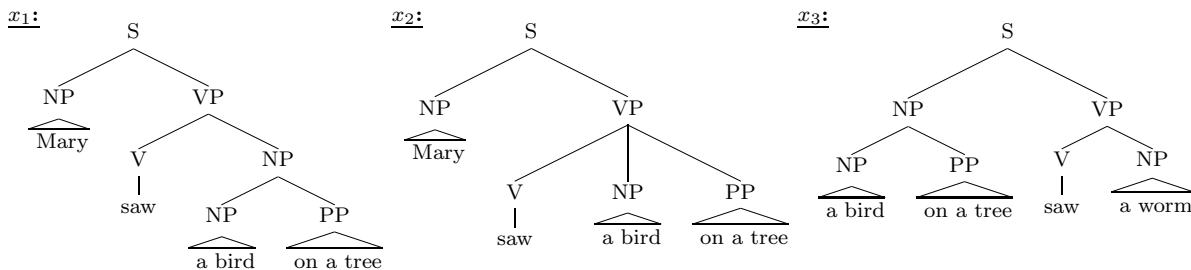 x₁: x₂: x₃:
S S S
NP VP NP VP NP VP
Mary V NP Mary V NP PP NP PP V NP
saw NP PP saw a bird on a tree a bird on a tree saw a worm
a bird on a tree